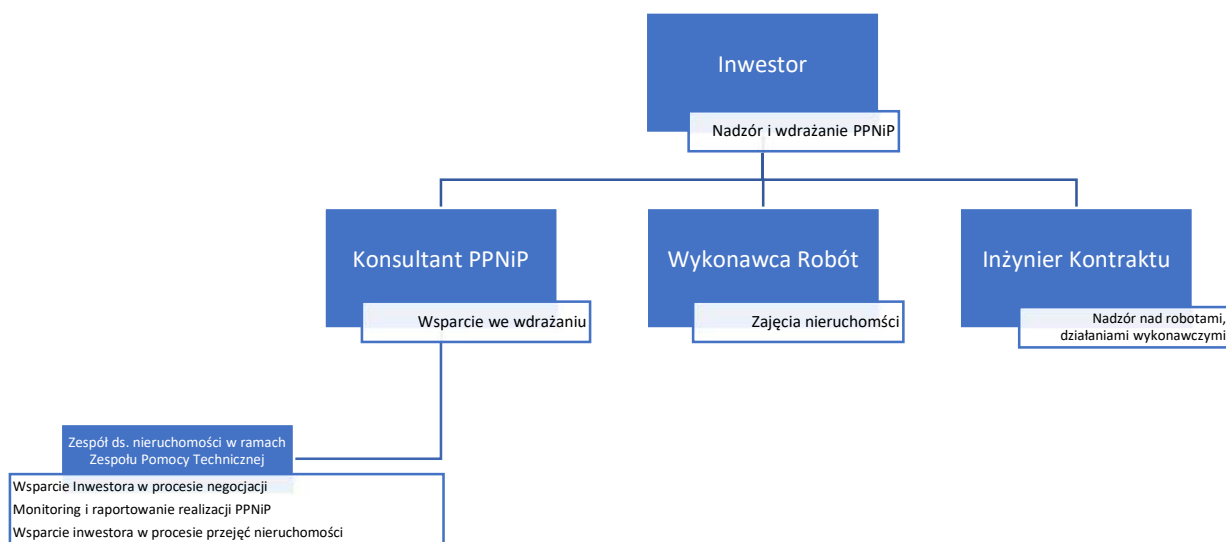 Inwestor
Nadzór i wdrażanie PPNiP
Konsultant PPNiP
Wsparcie we wdrażaniu
Wykonawca Robót
Zajęcia nieruchomści
Inżynier Kontraktu
Nadzór nad robotami,
działaniami wykonawczymi
Zespół ds. nieruchomości w ramach
Zespołu Pomocy Technicznej
Wsparcie Inwestora w procesie negocjacji
Monitoring i raportowanie realizacji PPNiP
Wsparcie inwestora w procesie przejęć nieruchomości